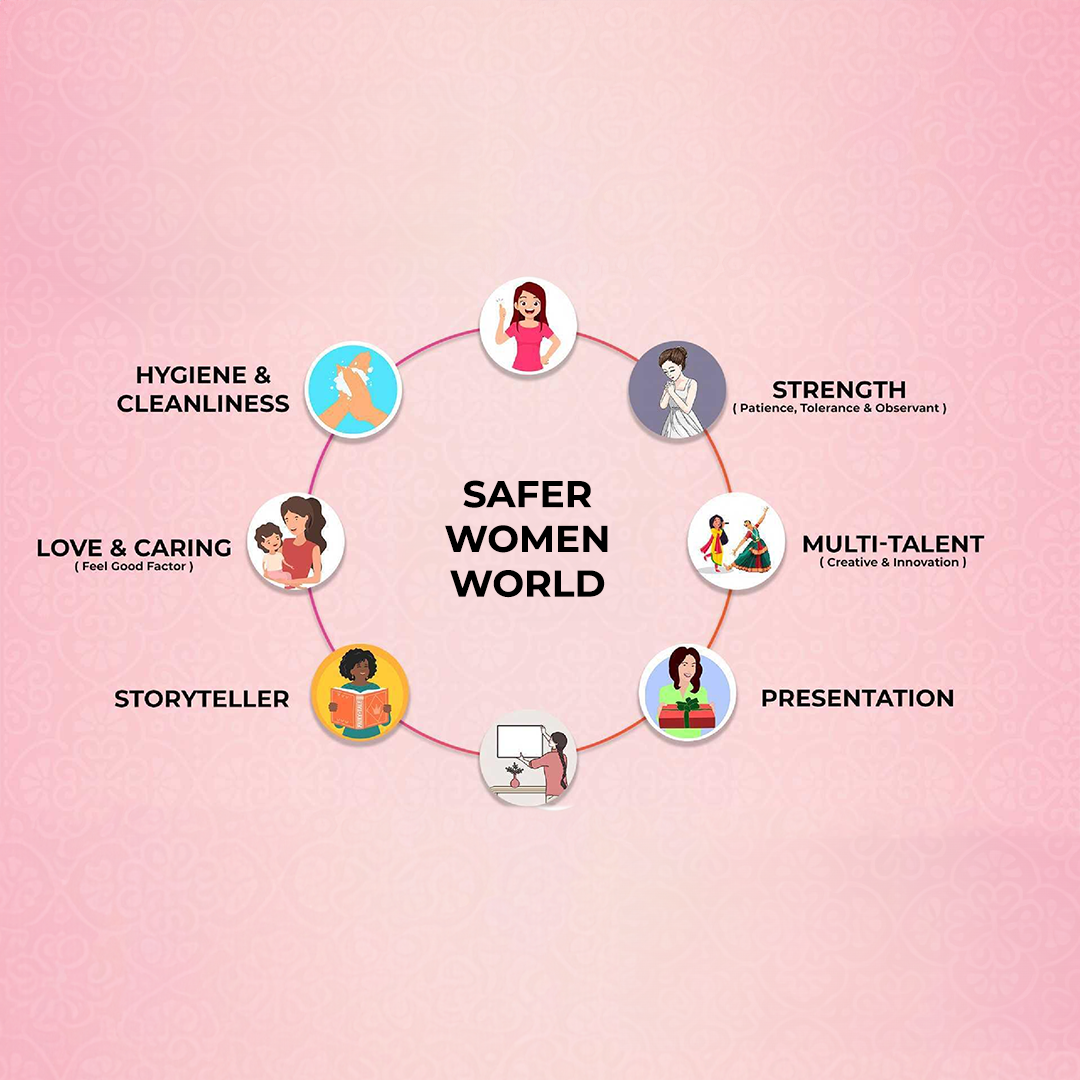 HYGIENE &
CLEANLINESS
STRENGTH
( Patience, Tolerance & Observant )
SAFER
WOMEN
WORLD
LOVE & CARING
( Feel Good Factor )
MULTI-TALENT
( Creative & Innovation )
STORYTELLER
PRESENTATION